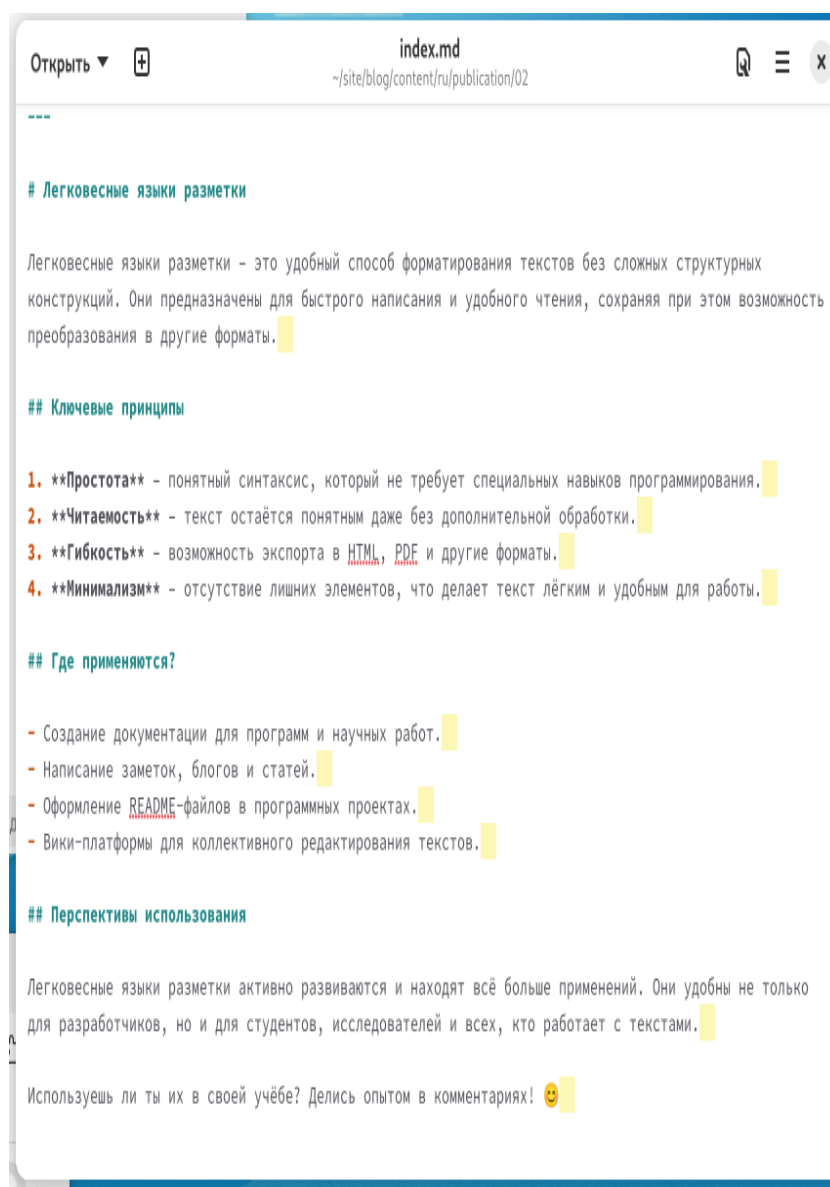 Открыть
index.md
~/site/blog/content/ru/publication/02
---
# Легковесные языки разметки
Легковесные языки разметки – это удобный способ форматирования текстов без сложных структурных
конструкций. Они предназначены для быстрого написания и удобного чтения, сохраняя при этом возможность
преобразования в другие форматы.
## Ключевые принципы
1. **Простота** – понятный синтаксис, который не требует специальных навыков программирования.
2. **Читаемость** – текст остаётся понятным даже без дополнительной обработки.
3. **Гибкость** – возможность экспорта в HTML, PDF и другие форматы.
4. **Минимализм** – отсутствие лишних элементов, что делает текст лёгким и удобным для работы.
## Где применяются?
- Создание документации для программ и научных работ.
- Написание заметок, блогов и статей.
- Оформление README-файлов в программных проектах.
- Вики-платформы для коллективного редактирования текстов.
## Перспективы использования
Легковесные языки разметки активно развиваются и находят всё больше применений. Они удобны не только
для разработчиков, но и для студентов, исследователей и всех, кто работает с текстами.
Используешь ли ты их в своей учёбе? Делись опытом в комментариях! 😊